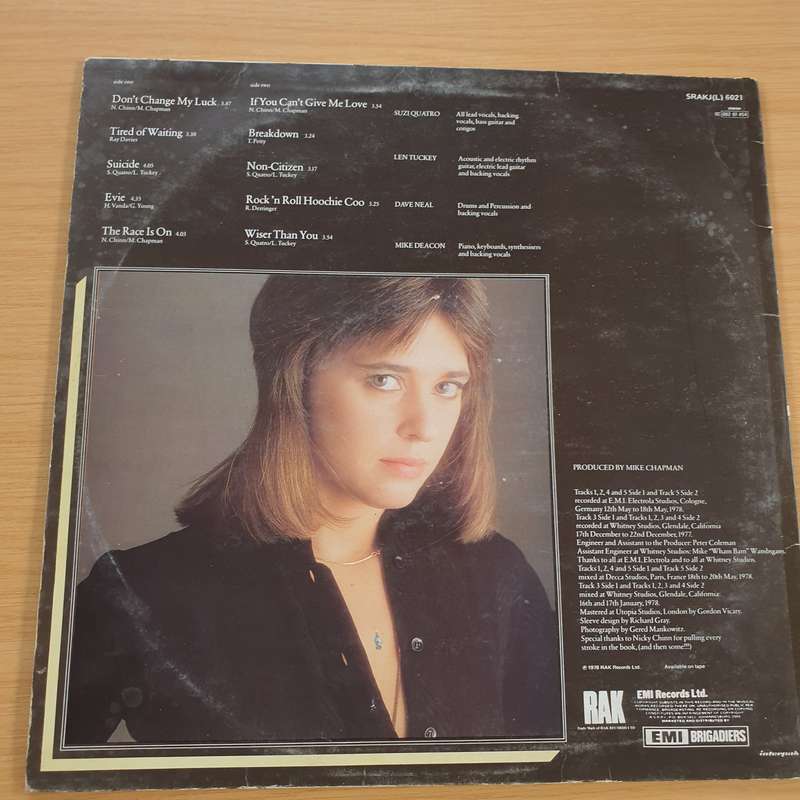 side one
Don't Change My Luck 3.47
N. Chinn/M. Chapman
Tired of Waiting 3.39
Ray Davies
Suicide 4.05
S. Quatro/L. Tuckey
Evie 4.35
H. Vanda/G. Young
The Race Is On 4.03
N. Chinn/M. Chapman
side two
If You Can't Give Me Love 3.54
N. Chinn/M. Chapman
Breakdown 3.24
T. Petty
Non-Citizen 3.17
S. Quatro/L. Tuckey
Rock 'n Roll Hoochie Coo 3.25
R. Derringer
Wiser Than You 3.54
S. Quatro/L. Tuckey
SUZI QUATRO
All lead vocals, backing
vocals, bass guitar and
congos
LEN TUCKEY
Acoustic and electric rhythm
guitar, electric lead guitar
and backing vocals
DAVE NEAL
Drums and Percussion and
backing vocals
MIKE DEACON
Piano, keyboards, synthesisers
and backing vocals
SRAKJ(L) 6021
PRODUCED BY MIKE CHAPMAN
Tracks 1, 2, 4 and 5 Side 1 and Track 5 Side 2
recorded at E.M.I. Electrola Studios, Cologne,
Germany 12th May to 18th May, 1978.
Track 3 Side 1 and Tracks 1, 2, 3 and 4 Side 2
recorded at Whitney Studios, Glendale, California
17th December to 22nd December, 1977.
Engineer and Assistant to the Producer: Peter Coleman
Assistant Engineer at Whitney Studios: Mike "Wham Bam" Wambsgans.
Thanks to all at E.M.I. Electrola and to all at Whitney Studios.
Tracks 1, 2, 4 and 5 Side 1 and Track 5 Side 2
mixed at Decca Studios, Paris, France 18th to 20th May, 1978.
Track 3 Side 1 and Tracks 1, 2, 3 and 4 Side 2
mixed at Whitney Studios, Glendale, California
16th and 17th January, 1978.
Mastered at Utopia Studios, London by Gordon Vicary.
Sleeve design by Richard Gray.
Photography by Gered Mankowitz.
Special thanks to Nicky Chinn for pulling every
stroke in the book, (and then some!!!)
℗ 1978 RAK Records Ltd.
Available on tape
RAK
EMI Records Ltd.
MARKETED AND DISTRIBUTED BY
EMI BRIGADIERS